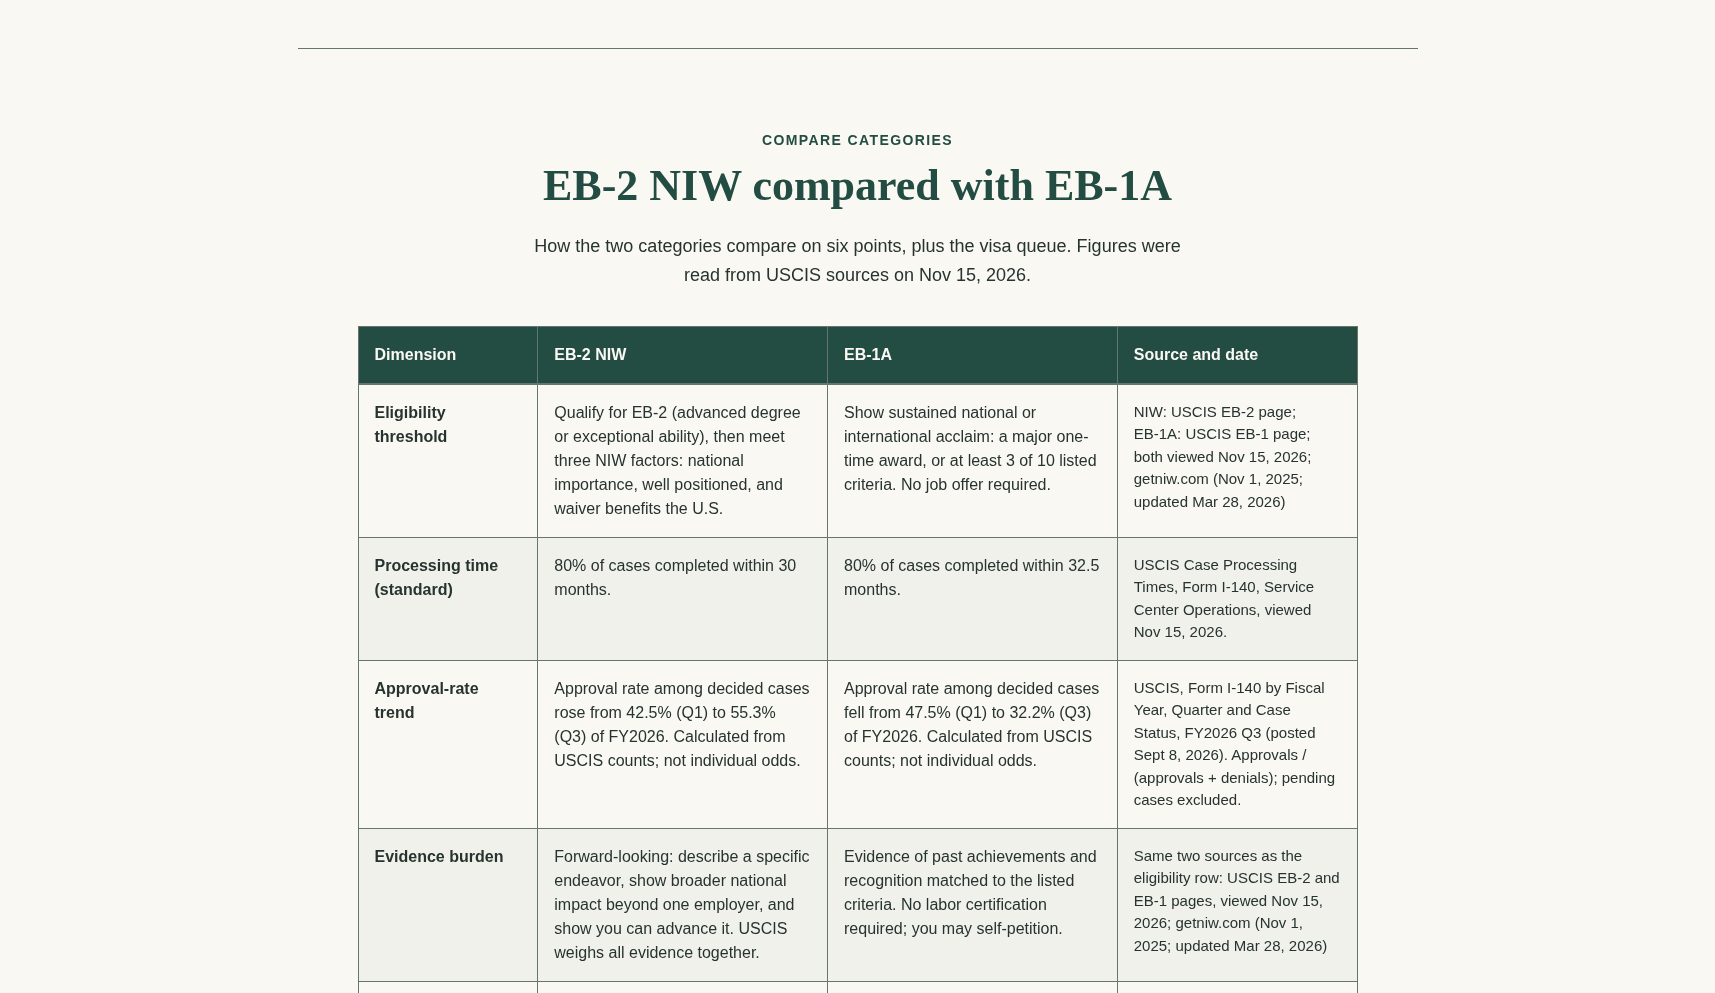 COMPARE CATEGORIES
EB-2 NIW compared with EB-1A
How the two categories compare on six points, plus the visa queue. Figures were
read from USCIS sources on Nov 15, 2026.
Dimension
EB-2 NIW
EB-1A
Source and date
Eligibility
threshold
Qualify for EB-2 (advanced degree
or exceptional ability), then meet
three NIW factors: national
importance, well positioned, and
waiver benefits the U.S.
Show sustained national or
international acclaim: a major one-
time award, or at least 3 of 10 listed
criteria. No job offer required.
NIW: USCIS EB-2 page;
EB-1A: USCIS EB-1 page;
both viewed Nov 15, 2026;
getniw.com (Nov 1, 2025;
updated Mar 28, 2026)
Processing time
(standard)
80% of cases completed within 30
months.
80% of cases completed within 32.5
months.
USCIS Case Processing
Times, Form I-140, Service
Center Operations, viewed
Nov 15, 2026.
Approval-rate
trend
Approval rate among decided cases
rose from 42.5% (Q1) to 55.3%
(Q3) of FY2026. Calculated from
USCIS counts; not individual odds.
Approval rate among decided cases
fell from 47.5% (Q1) to 32.2% (Q3)
of FY2026. Calculated from USCIS
counts; not individual odds.
USCIS, Form I-140 by Fiscal
Year, Quarter and Case
Status, FY2026 Q3 (posted
Sept 8, 2026). Approvals /
(approvals + denials); pending
cases excluded.
Evidence burden
Forward-looking: describe a specific
endeavor, show broader national
impact beyond one employer, and
show you can advance it. USCIS
weighs all evidence together.
Evidence of past achievements and
recognition matched to the listed
criteria. No labor certification
required; you may self-petition.
Same two sources as the
eligibility row: USCIS EB-2 and
EB-1 pages, viewed Nov 15,
2026; getniw.com (Nov 1,
2025; updated Mar 28, 2026)